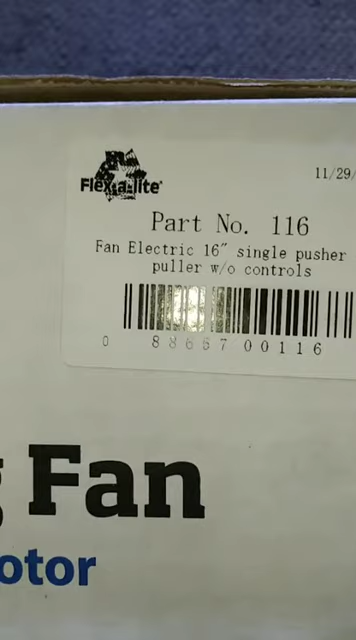 Flex-a-lite
11/29/
Part No. 116
Fan Electric 16" single pusher
puller w/o controls
0 88657 00116
Fan
otor